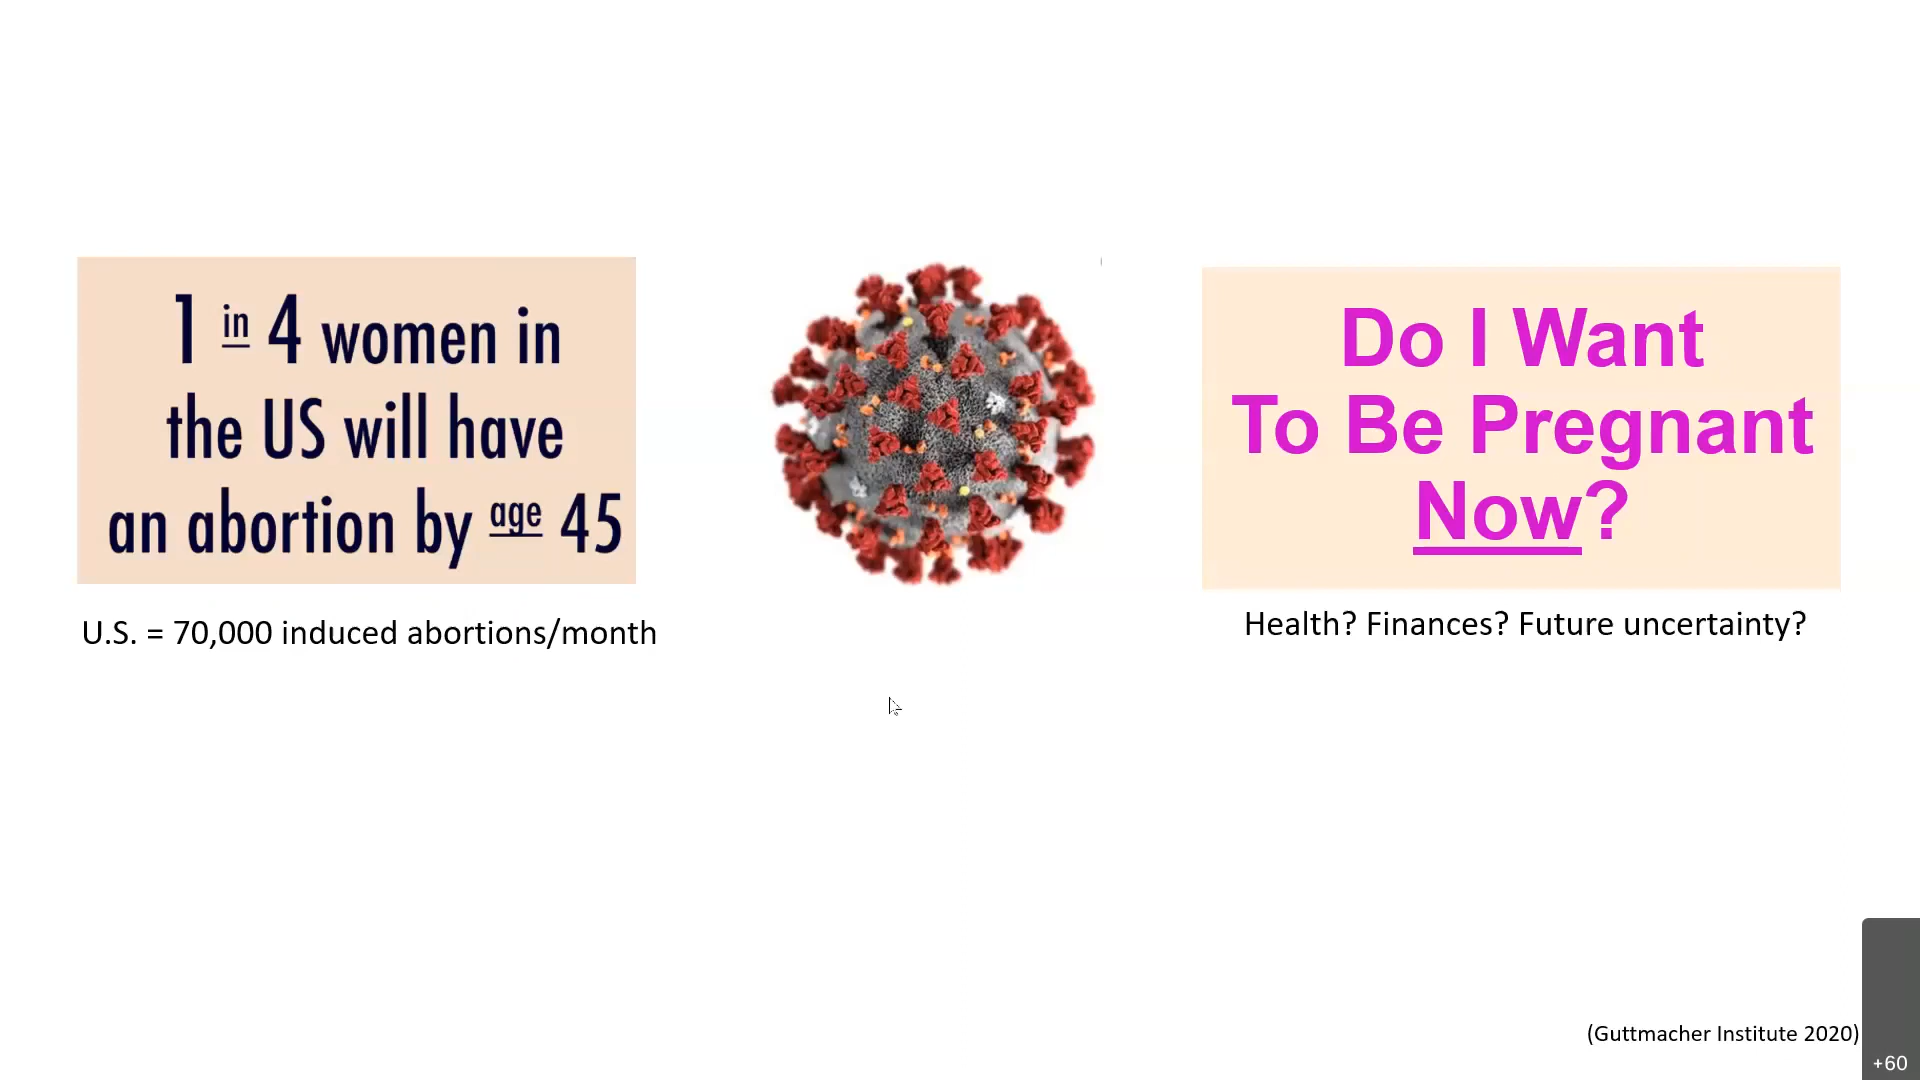 1 in 4 women in
the US will have
an abortion by age 45
U.S. = 70,000 induced abortions/month
Do I Want
To Be Pregnant
Now?
Health? Finances? Future uncertainty?
(Guttmacher Institute 2020)
+60